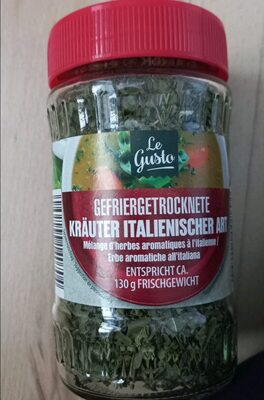 Le
Gusto
GEFRIERGETROCKNETE
KRÄUTER ITALIENISCHER ART
Mélange d'herbes aromatiques à l'italienne /
Erbe aromatiche all'italiana
ENTSPRICHT CA.
130 g FRISCHGEWICHT